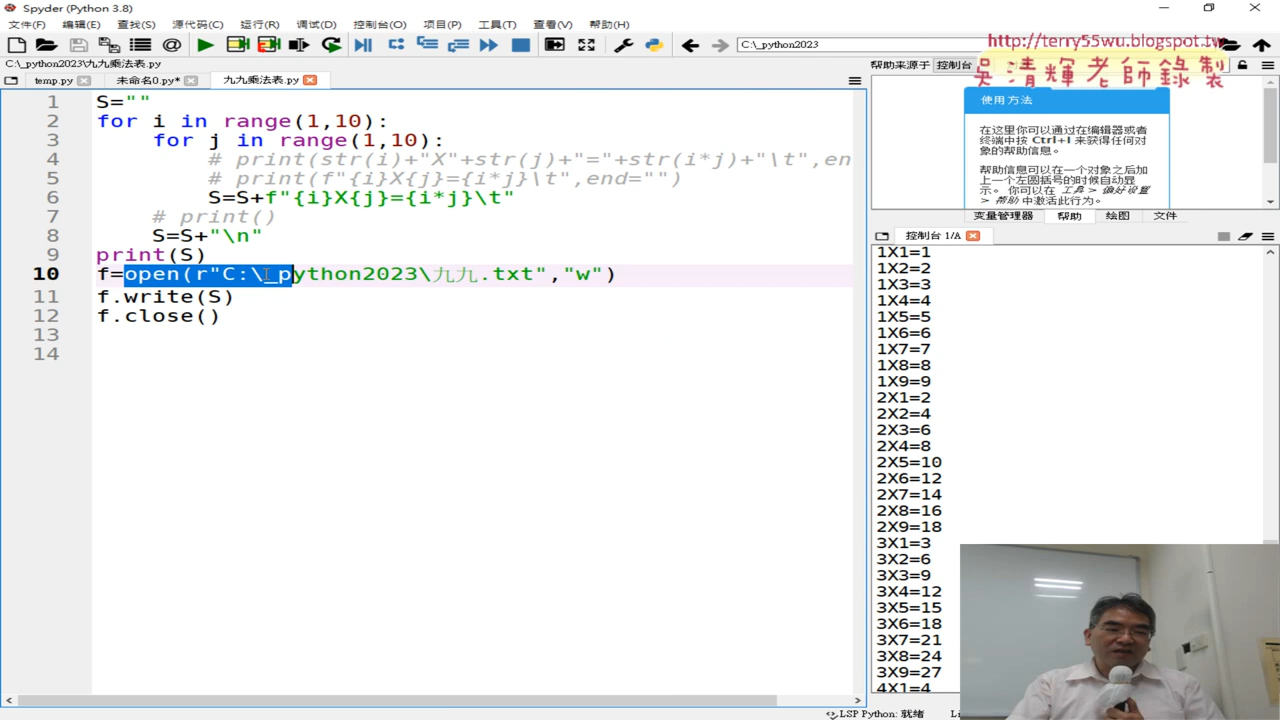 Spyder (Python 3.8)
文件(F) 编辑(E) 查找(S) 源代码(C) 运行(R) 调试(D) 控制台(O) 项目(P) 工具(T) 查看(V) 帮助(H)
C:\_python2023
http://terry55wu.blogspot.tw
吳清輝老師錄製
C:\_python2023\九九乘法表.py
temp.py 未命名0.py* 九九乘法表.py
1 S=""
2 for i in range(1,10):
3 for j in range(1,10):
4 # print(str(i)+"X"+str(j)+"="+str(i*j)+"\t",en
5 # print(f"{i}X{j}={i*j}\t",end="")
6 S=S+f"{i}X{j}={i*j}\t"
7 # print()
8 S=S+"\n"
9 print(S)
10 f=open(r"C:\_python2023\九九.txt","w")
11 f.write(S)
12 f.close()
13
14
帮助来源于 控制台
使用方法
在这里你可以通过在编辑器或者
终端中按 Ctrl+I 来获得任何对
象的帮助信息。
帮助信息可以在一个对象之后加
上一个左圆括号的时候自动显
示。 你可以在 工具 > 偏好设置
> 帮助 中激活此行为。
变量管理器 帮助 绘图 文件
控制台 1/A
1X1=1
1X2=2
1X3=3
1X4=4
1X5=5
1X6=6
1X7=7
1X8=8
1X9=9
2X1=2
2X2=4
2X3=6
2X4=8
2X5=10
2X6=12
2X7=14
2X8=16
2X9=18
3X1=3
3X2=6
3X3=9
3X4=12
3X5=15
3X6=18
3X7=21
3X8=24
3X9=27
4X1=4
LSP Python: 就绪